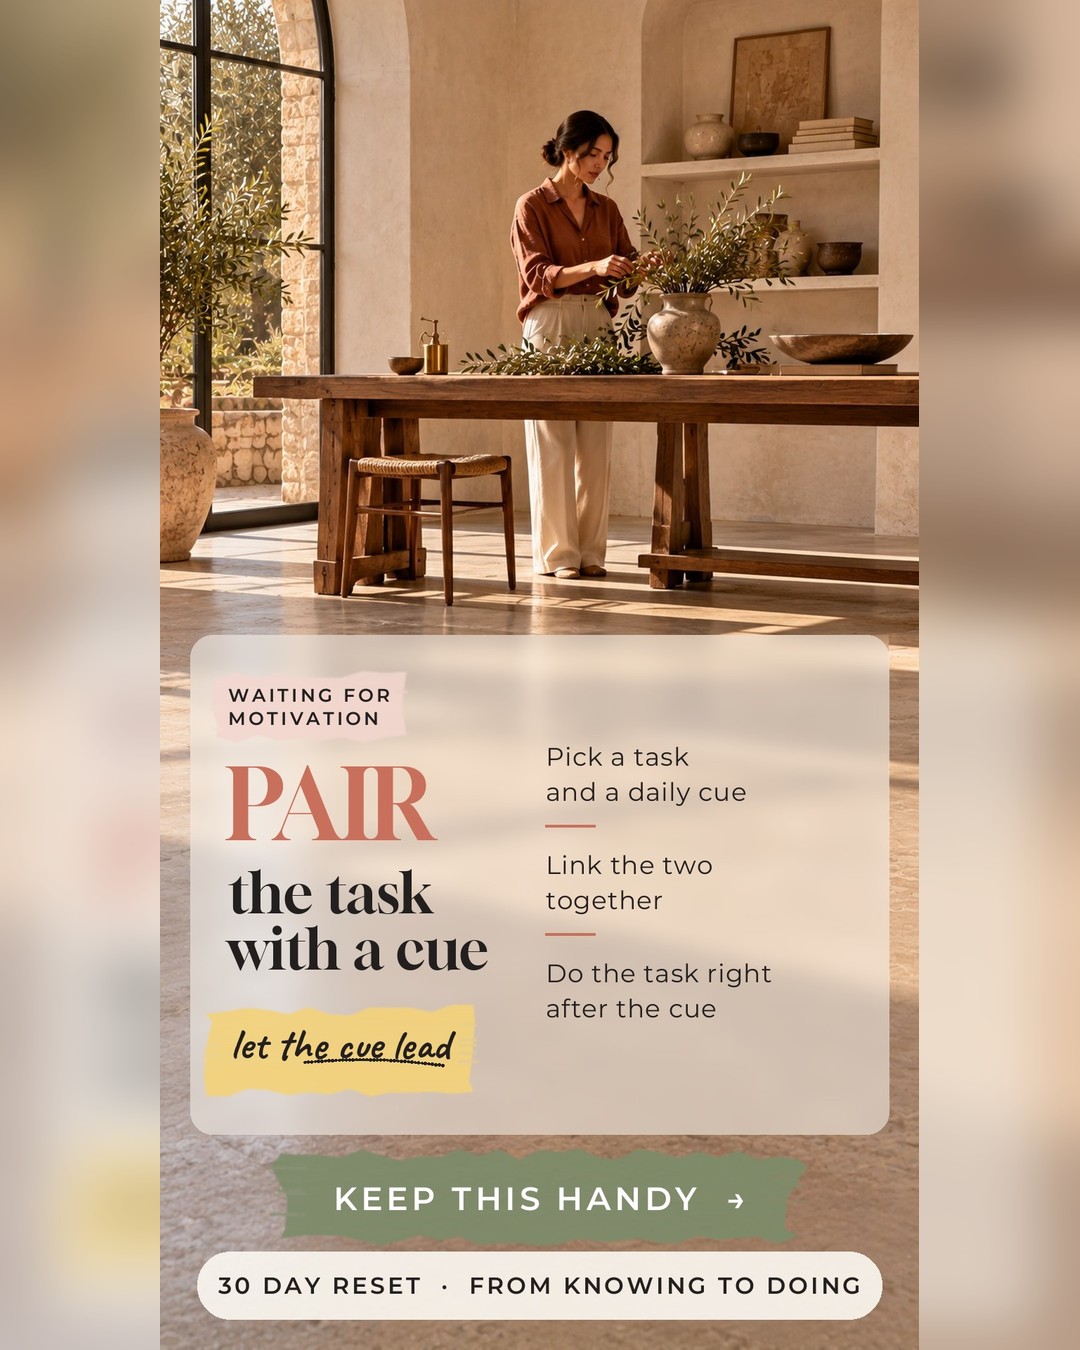 WAITING FOR
MOTIVATION
PAIR
the task
with a cue
let the cue lead
Pick a task
and a daily cue
Link the two
together
Do the task right
after the cue
KEEP THIS HANDY →
30 DAY RESET · FROM KNOWING TO DOING